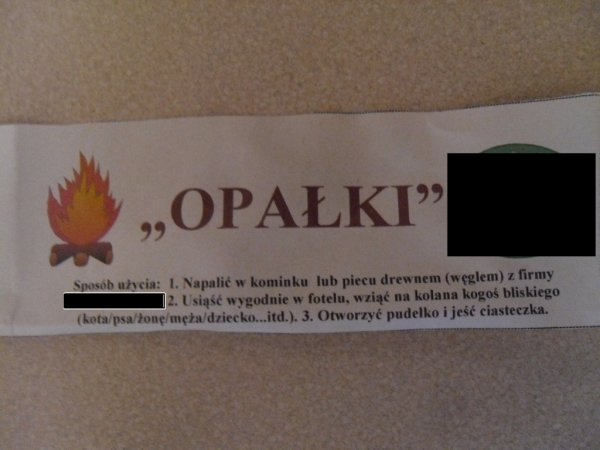 „OPAŁKI”
Sposób użycia: 1. Napalić w kominku lub piecu drewnem (węglem) z firmy
2. Usiąść wygodnie w fotelu, wziąć na kolana kogoś bliskiego
(kota/psa/żonę/męża/dziecko...itd.). 3. Otworzyć pudełko i jeść ciasteczka.